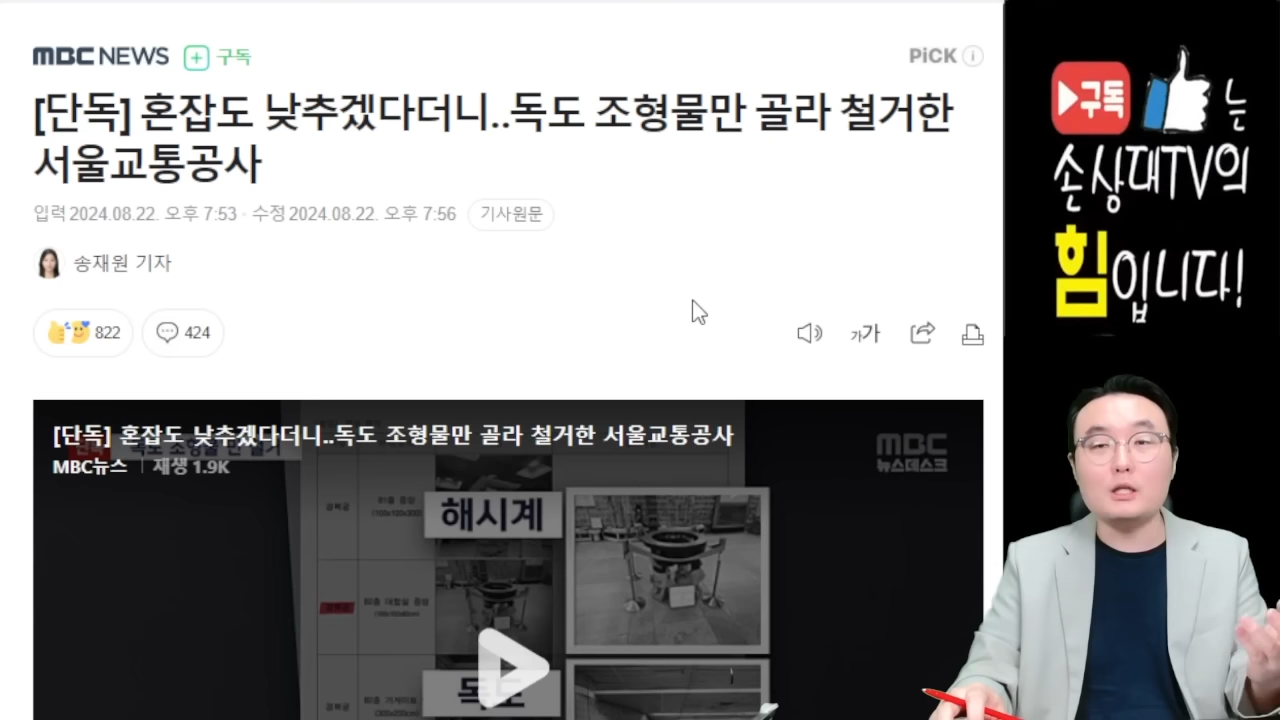 MBC NEWS 구독
PiCK
[단독] 혼잡도 낮추겠다더니..독도 조형물만 골라 철거한
서울교통공사
입력 2024.08.22. 오후 7:53 · 수정 2024.08.22. 오후 7:56 기사원문
송재원 기자
822 424
가가
[단독] 혼잡도 낮추겠다더니..독도 조형물만 골라 철거한 서울교통공사
MBC뉴스 재생 1.9K
MBC
뉴스데스크
해시계
독도
구독 는
손상대TV의
힘입니다!